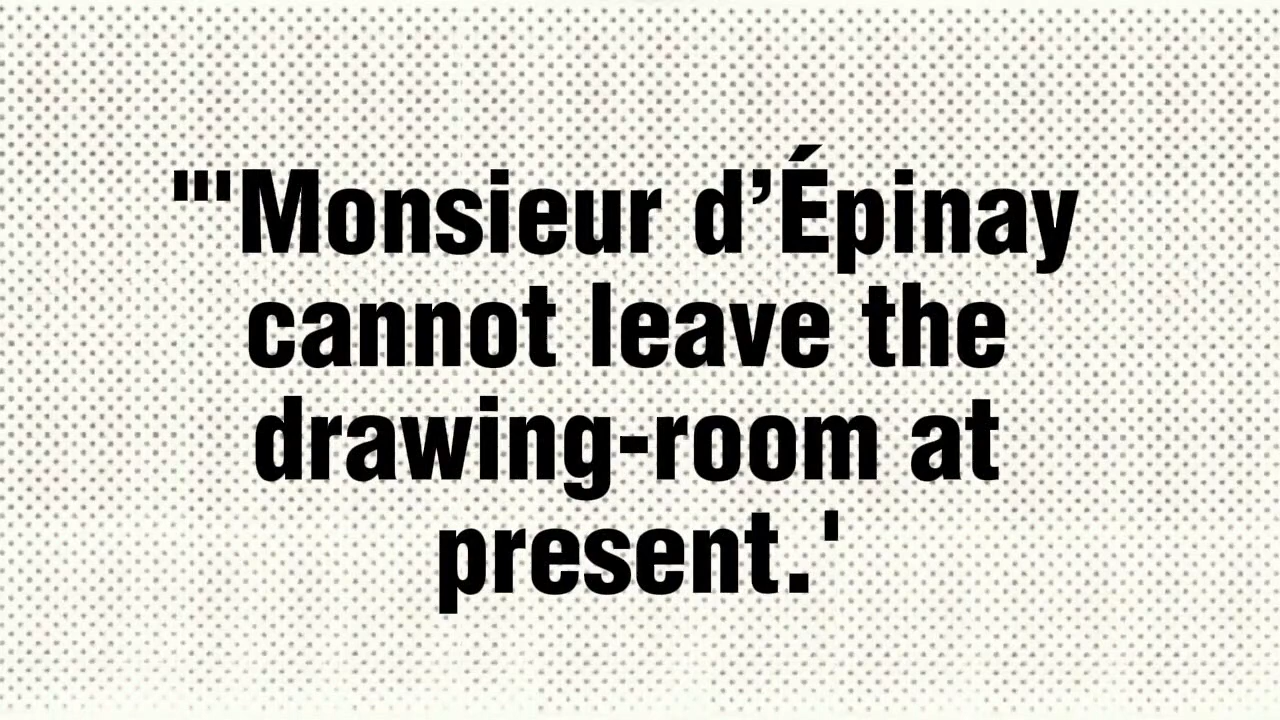 "'Monsieur d’Épinay
cannot leave the
drawing-room at
present.'